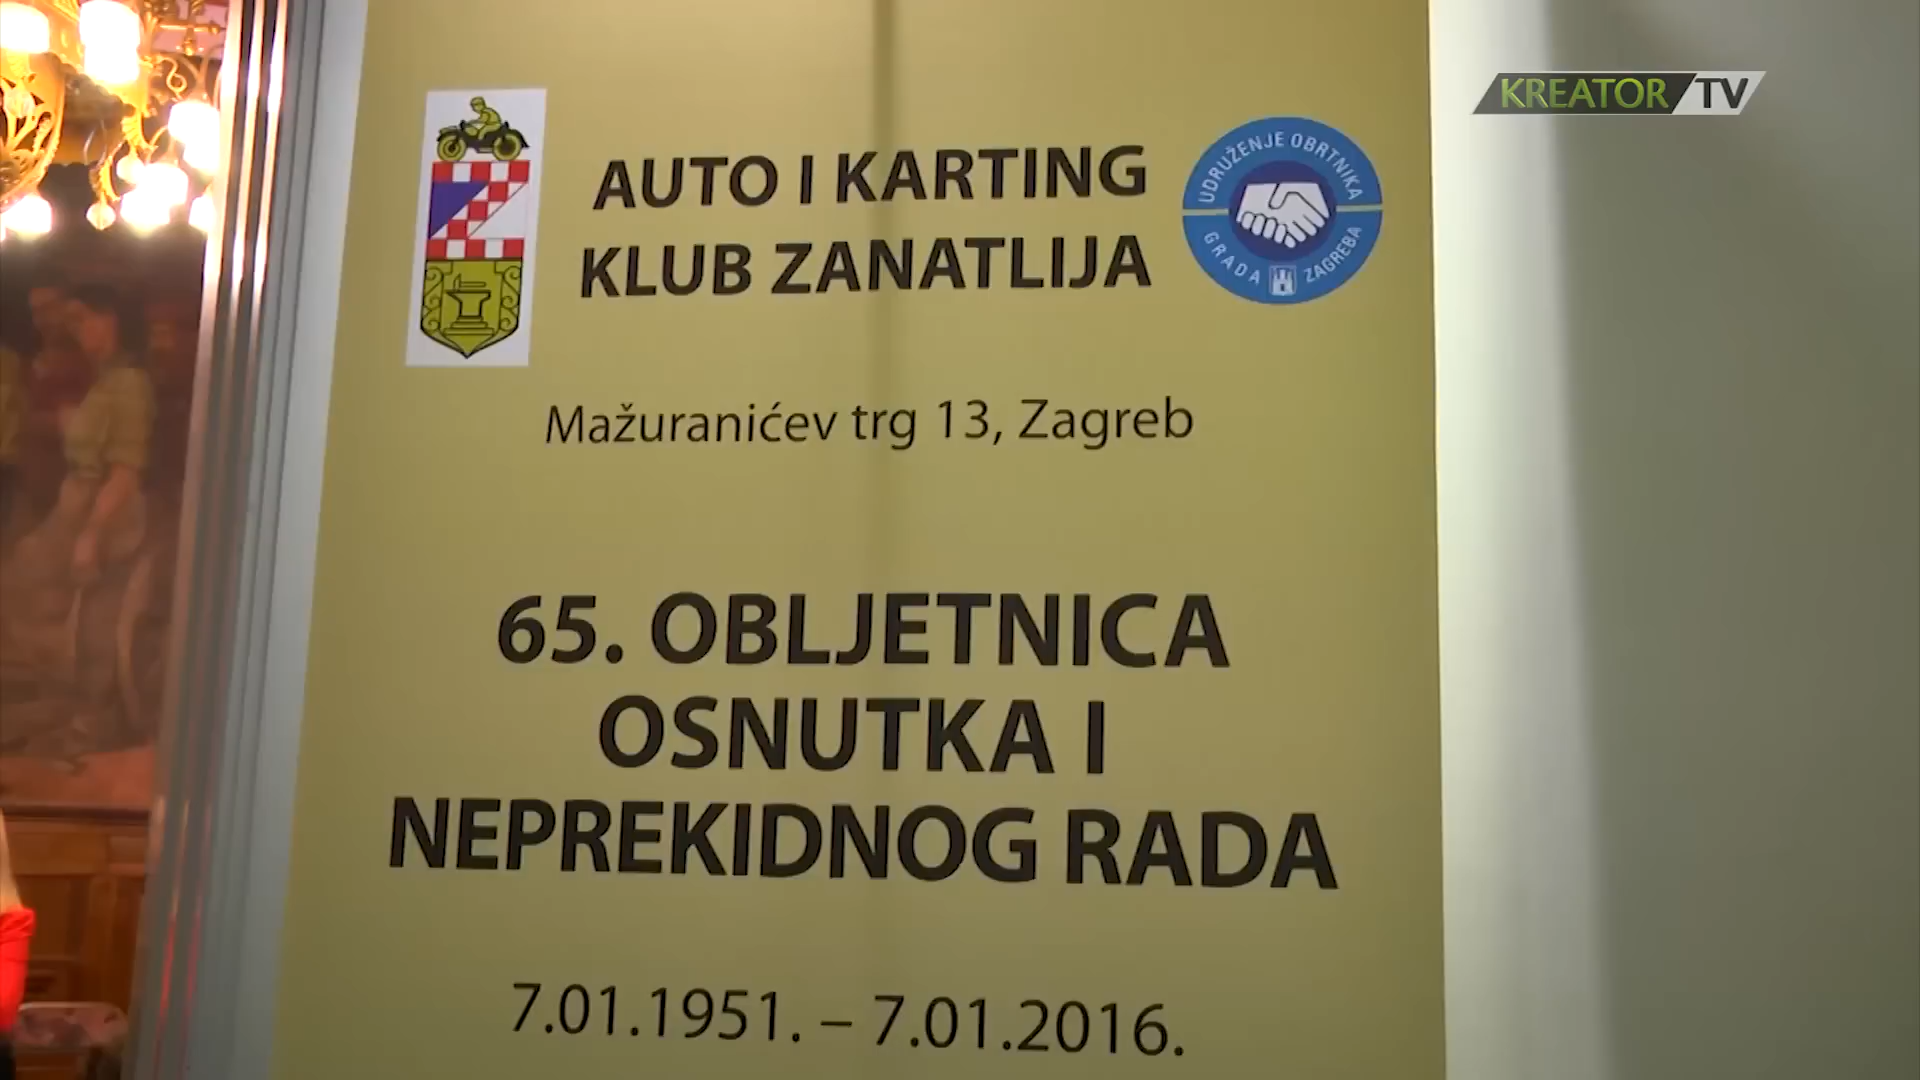 KREATOR TV
AUTO I KARTING
KLUB ZANATLIJA
UDRUŽENJE OBRTNIKA
GRADA ZAGREBA
Mažuranićev trg 13, Zagreb
65. OBLJETNICA
OSNUTKA I
NEPREKIDNOG RADA
7.01.1951. – 7.01.2016.